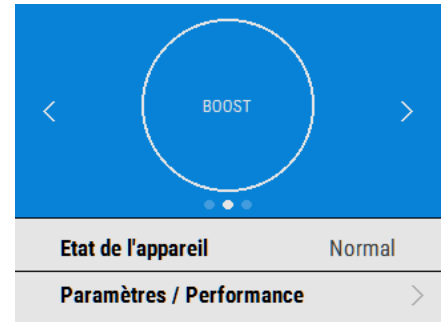 BOOST
Etat de l'appareil Normal
Paramètres / Performance